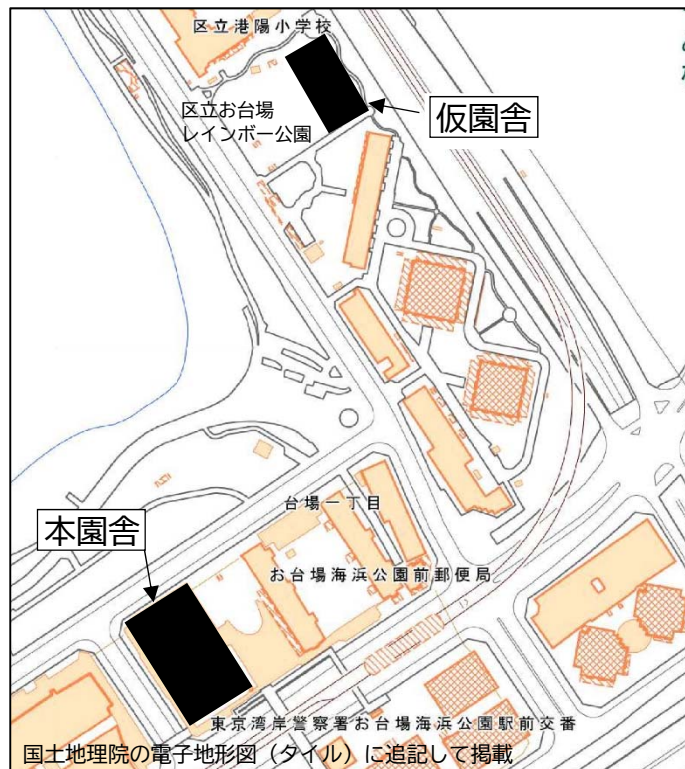 区立港陽小学校
区立お台場
レインボー公園
仮園舎
台場一丁目
本園舎
お台場海浜公園前郵便局
東京湾岸警察署お台場海浜公園駅前交番
国土地理院の電子地形図（タイル）に追記して掲載